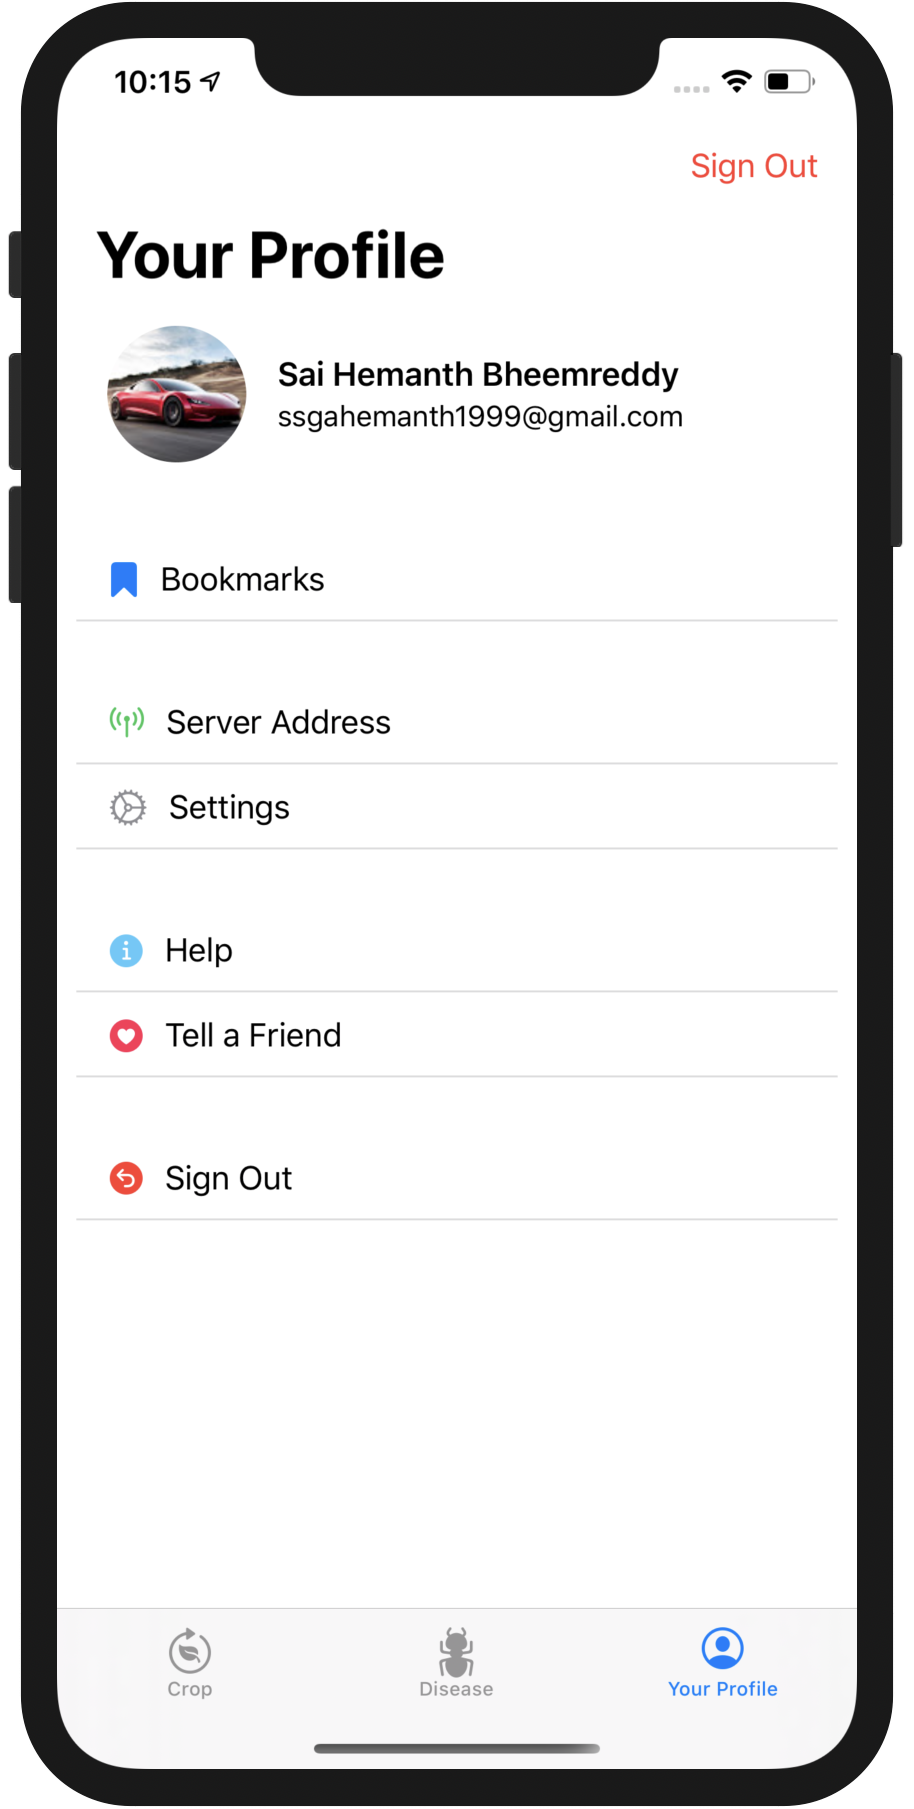 10:15
Sign Out
Your Profile
Sai Hemanth Bheemreddy
ssgahemanth1999@gmail.com
Bookmarks
Server Address
Settings
Help
Tell a Friend
Sign Out
Crop
Disease
Your Profile